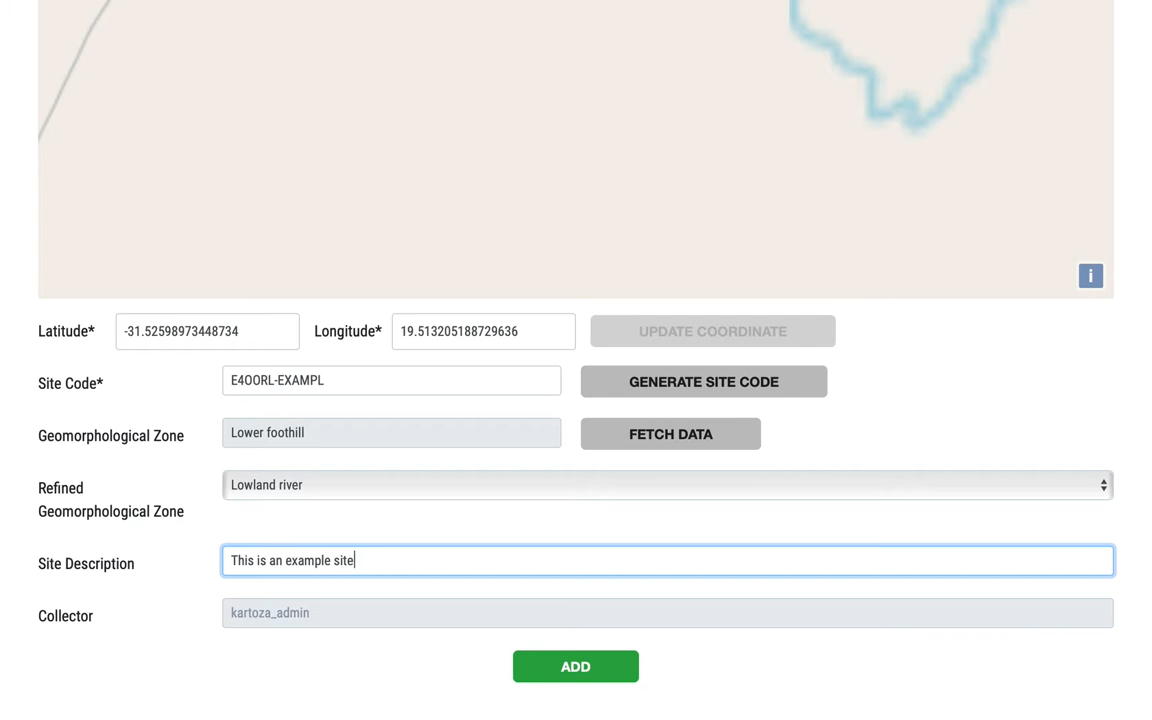 i
Latitude* -31.52598973448734 Longitude* 19.513205188729636 UPDATE COORDINATE
Site Code* E4OORL-EXAMPL GENERATE SITE CODE
Geomorphological Zone Lower foothill FETCH DATA
Refined Lowland river
Geomorphological Zone
Site Description This is an example site
Collector kartoza_admin
ADD